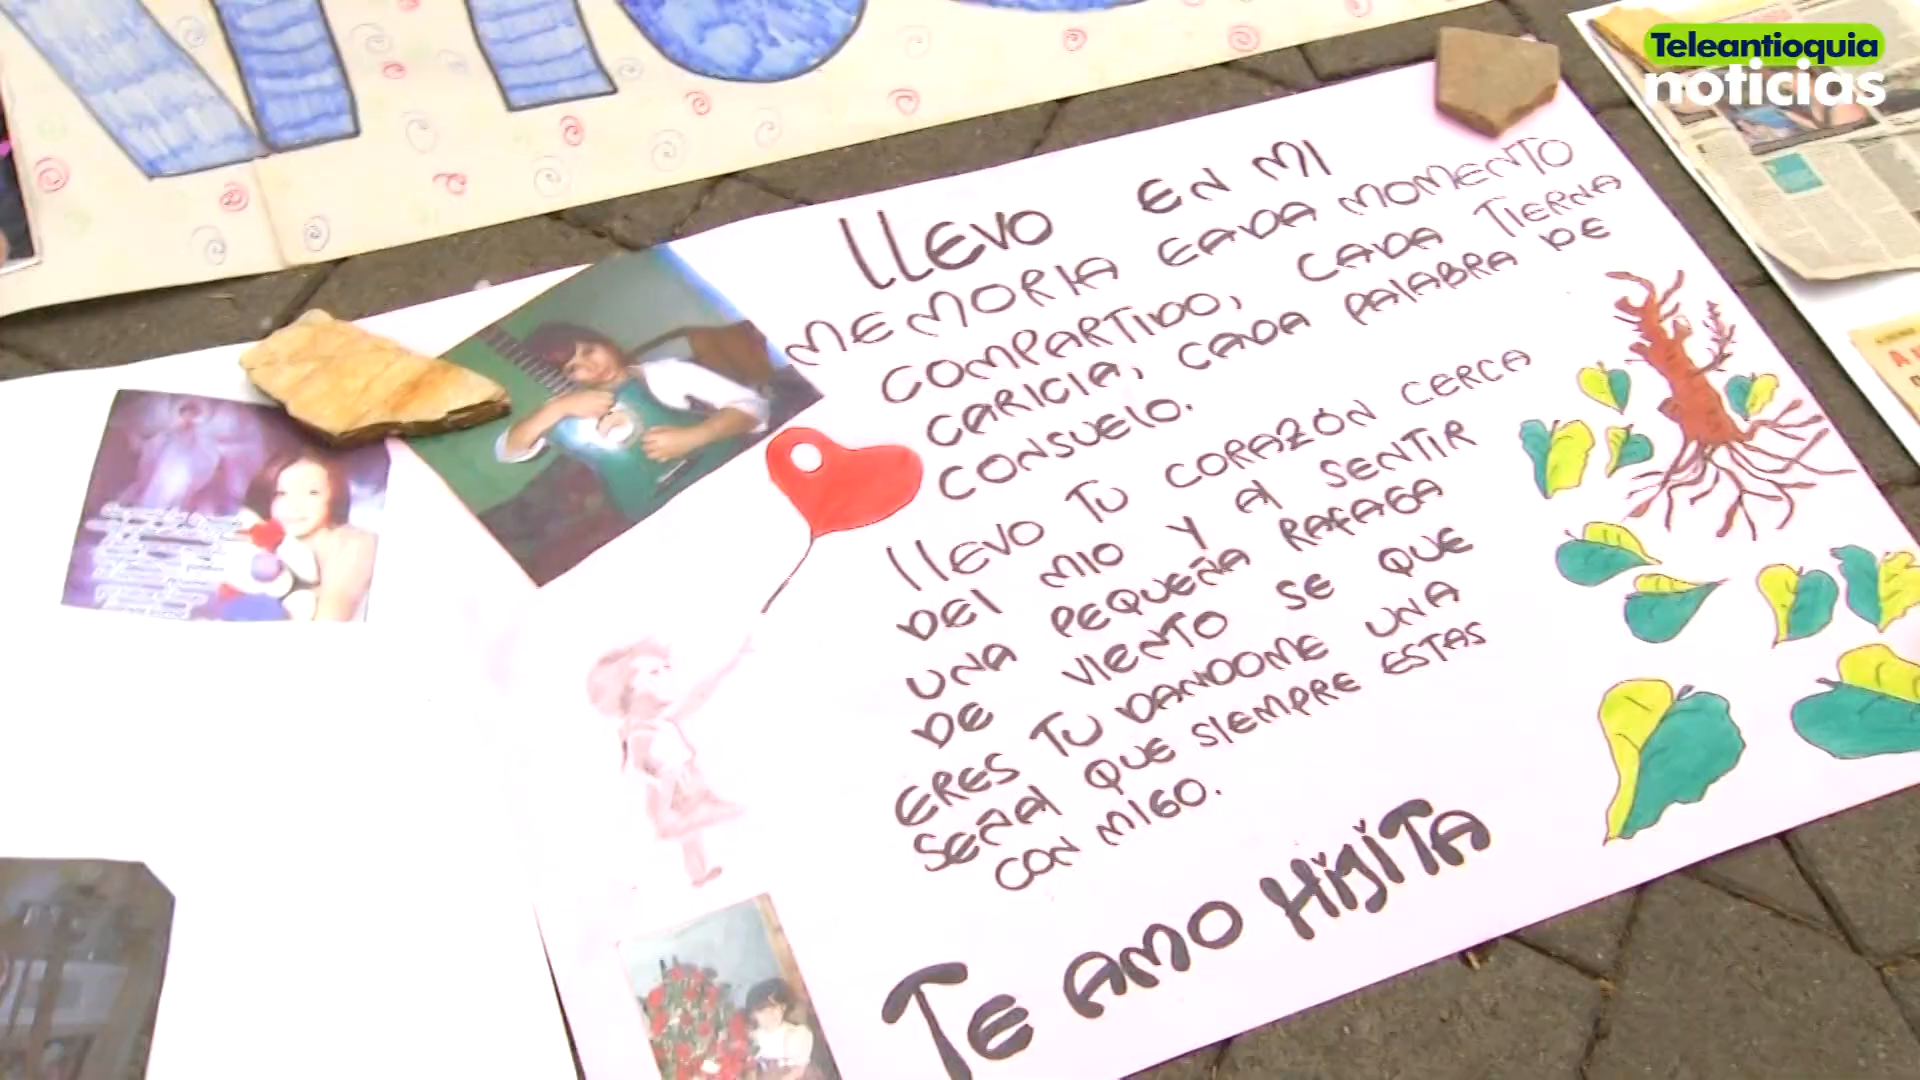 Teleantioquia
noticias
LLEVO EN MI
MEMORIA CADA MOMENTO
COMPARTIDO, CADA TIERNA
CARICIA, CADA PALABRA DE
CONSUELO.
LLEVO TU CORAZÓN CERCA
DEL MIO Y Al SENTIR
UNA PEQUEÑA RAFAGA
DE VIENTO SE QUE
ERES TU DANDOME UNA
SEÑAl QUE SIEMPRE ESTAS
CON MIGO.
TE AMO HIJITA